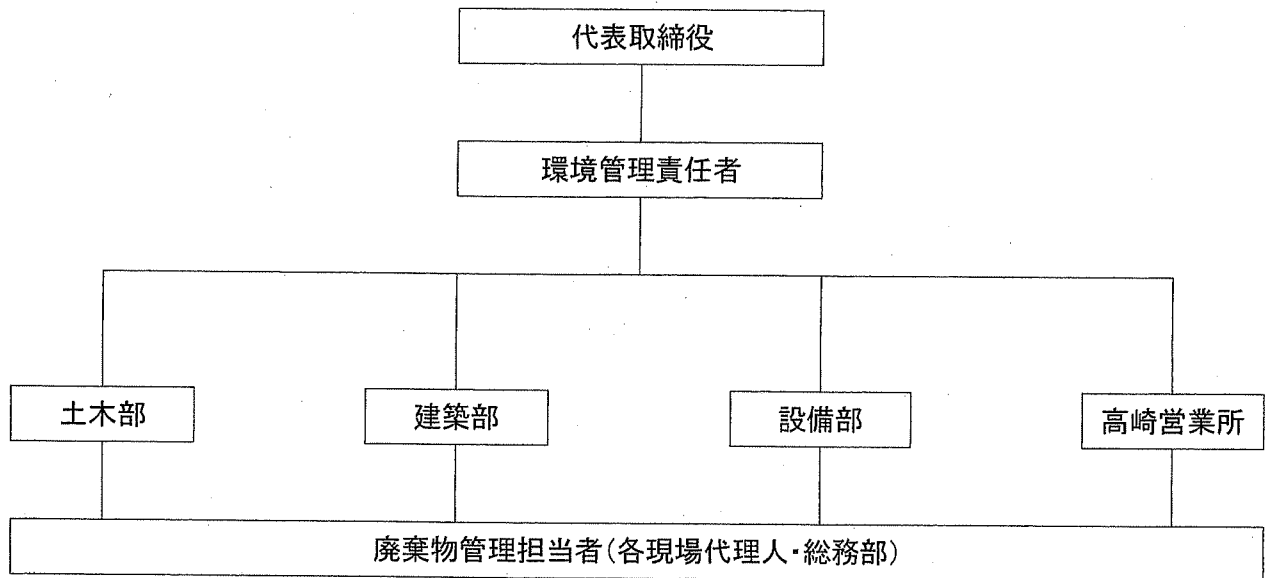 代表取締役
環境管理責任者
土木部
建築部
設備部
高崎営業所
廃棄物管理担当者(各現場代理人・総務部)